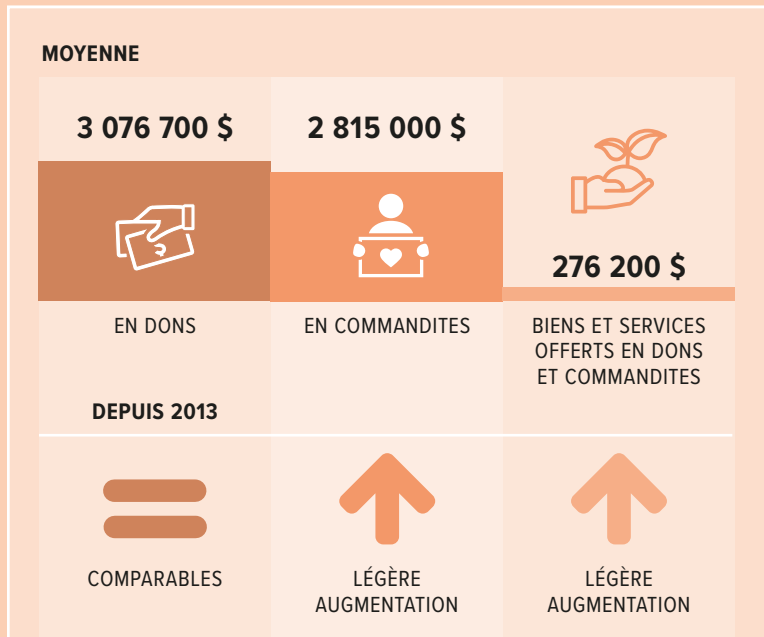 MOYENNE
3 076 700 $
2 815 000 $
276 200 $
EN DONS
EN COMMANDITES
BIENS ET SERVICES
OFFERTS EN DONS
ET COMMANDITES
DEPUIS 2013
COMPARABLES
LÉGÈRE
AUGMENTATION
LÉGÈRE
AUGMENTATION